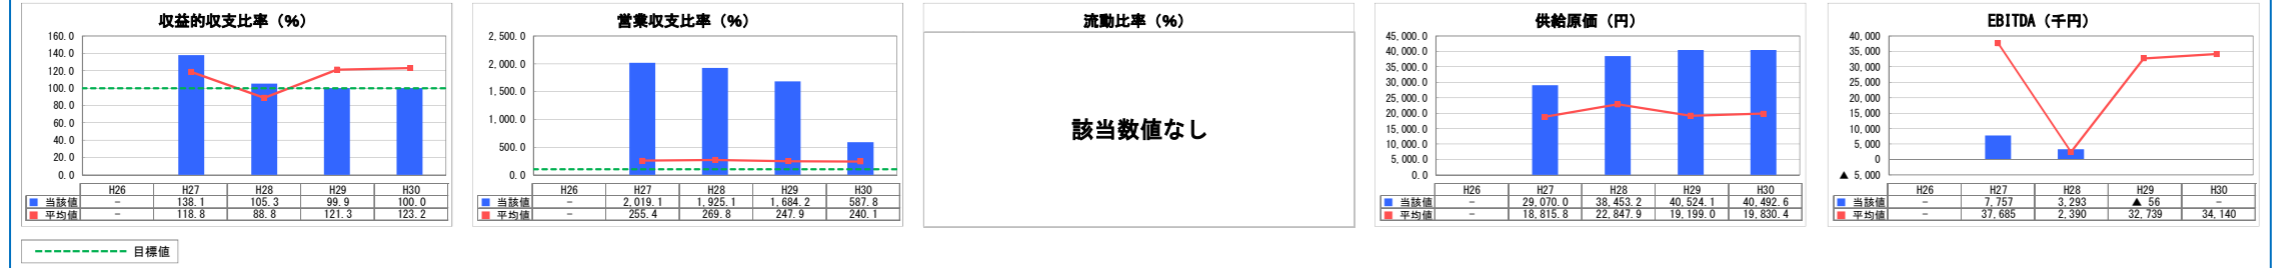 収益的収支比率（%）
160.0
140.0
120.0
100.0
80.0
60.0
40.0
20.0
0.0
H26 H27 H28 H29 H30
当該値 － 138.1 105.3 99.9 100.0
平均値 － 118.8 88.8 121.3 123.2
営業収支比率（%）
2,500.0
2,000.0
1,500.0
1,000.0
500.0
0.0
H26 H27 H28 H29 H30
当該値 － 2,019.1 1,925.1 1,684.2 587.8
平均値 － 255.4 269.8 247.9 240.1
流動比率（%）
該当数値なし
供給原価（円）
45,000.0
40,000.0
35,000.0
30,000.0
25,000.0
20,000.0
15,000.0
10,000.0
5,000.0
0.0
H26 H27 H28 H29 H30
当該値 － 29,070.0 38,453.2 40,524.1 40,492.6
平均値 － 18,815.8 22,847.9 19,199.0 19,830.4
EBITDA（千円）
40,000
35,000
30,000
25,000
20,000
15,000
10,000
5,000
0
▲ 5,000
H26 H27 H28 H29 H30
当該値 － 7,757 3,293 ▲ 56 －
平均値 － 37,685 2,390 32,739 34,140
目標値